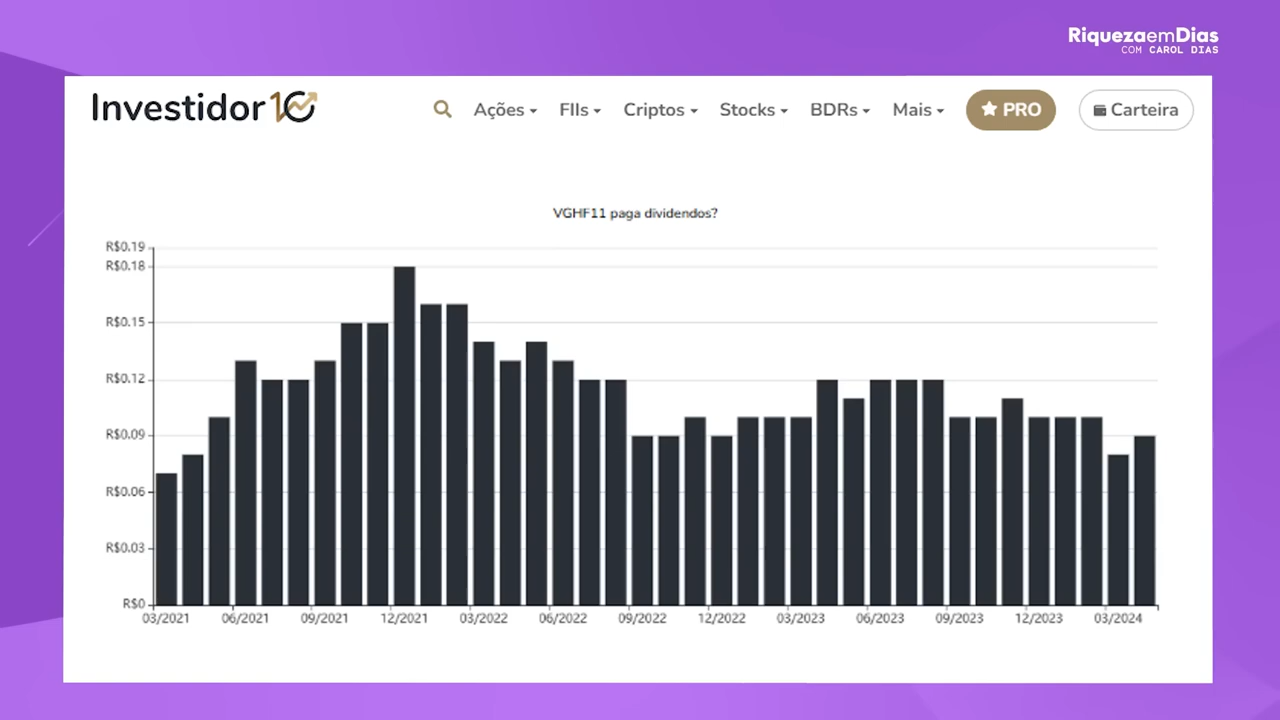 RiquezaemDias
COM CAROL DIAS
Investidor 10
Ações FIIs Criptos Stocks BDRs Mais PRO Carteira
VGHF11 paga dividendos?
R$0.19
R$0.18
R$0.15
R$0.12
R$0.09
R$0.06
R$0.03
R$0
03/2021 06/2021 09/2021 12/2021 03/2022 06/2022 09/2022 12/2022 03/2023 06/2023 09/2023 12/2023 03/2024